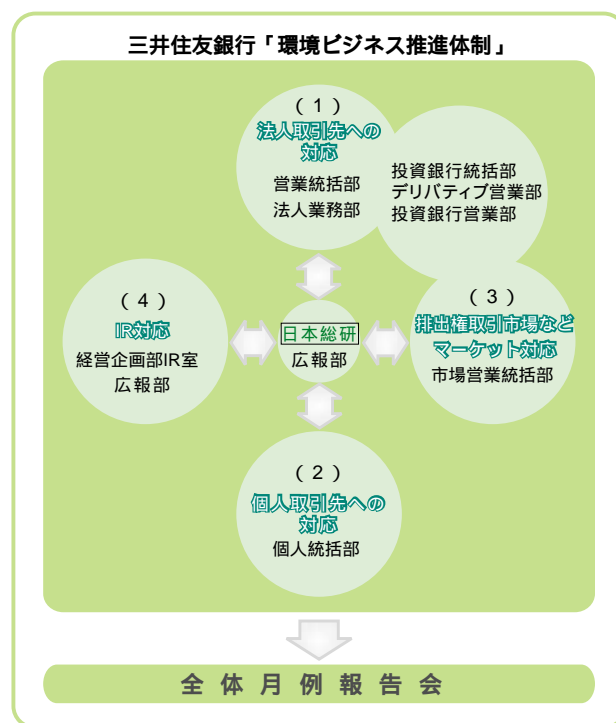 三井住友銀行「環境ビジネス推進体制」
(1)
法人取引先への
対応
営業統括部
法人業務部
投資銀行統括部
デリバティブ営業部
投資銀行営業部
(4)
IR対応
経営企画部IR室
広報部
日本総研
広報部
(3)
排出権取引市場など
マーケット対応
市場営業統括部
(2)
個人取引先への
対応
個人統括部
全体月例報告会